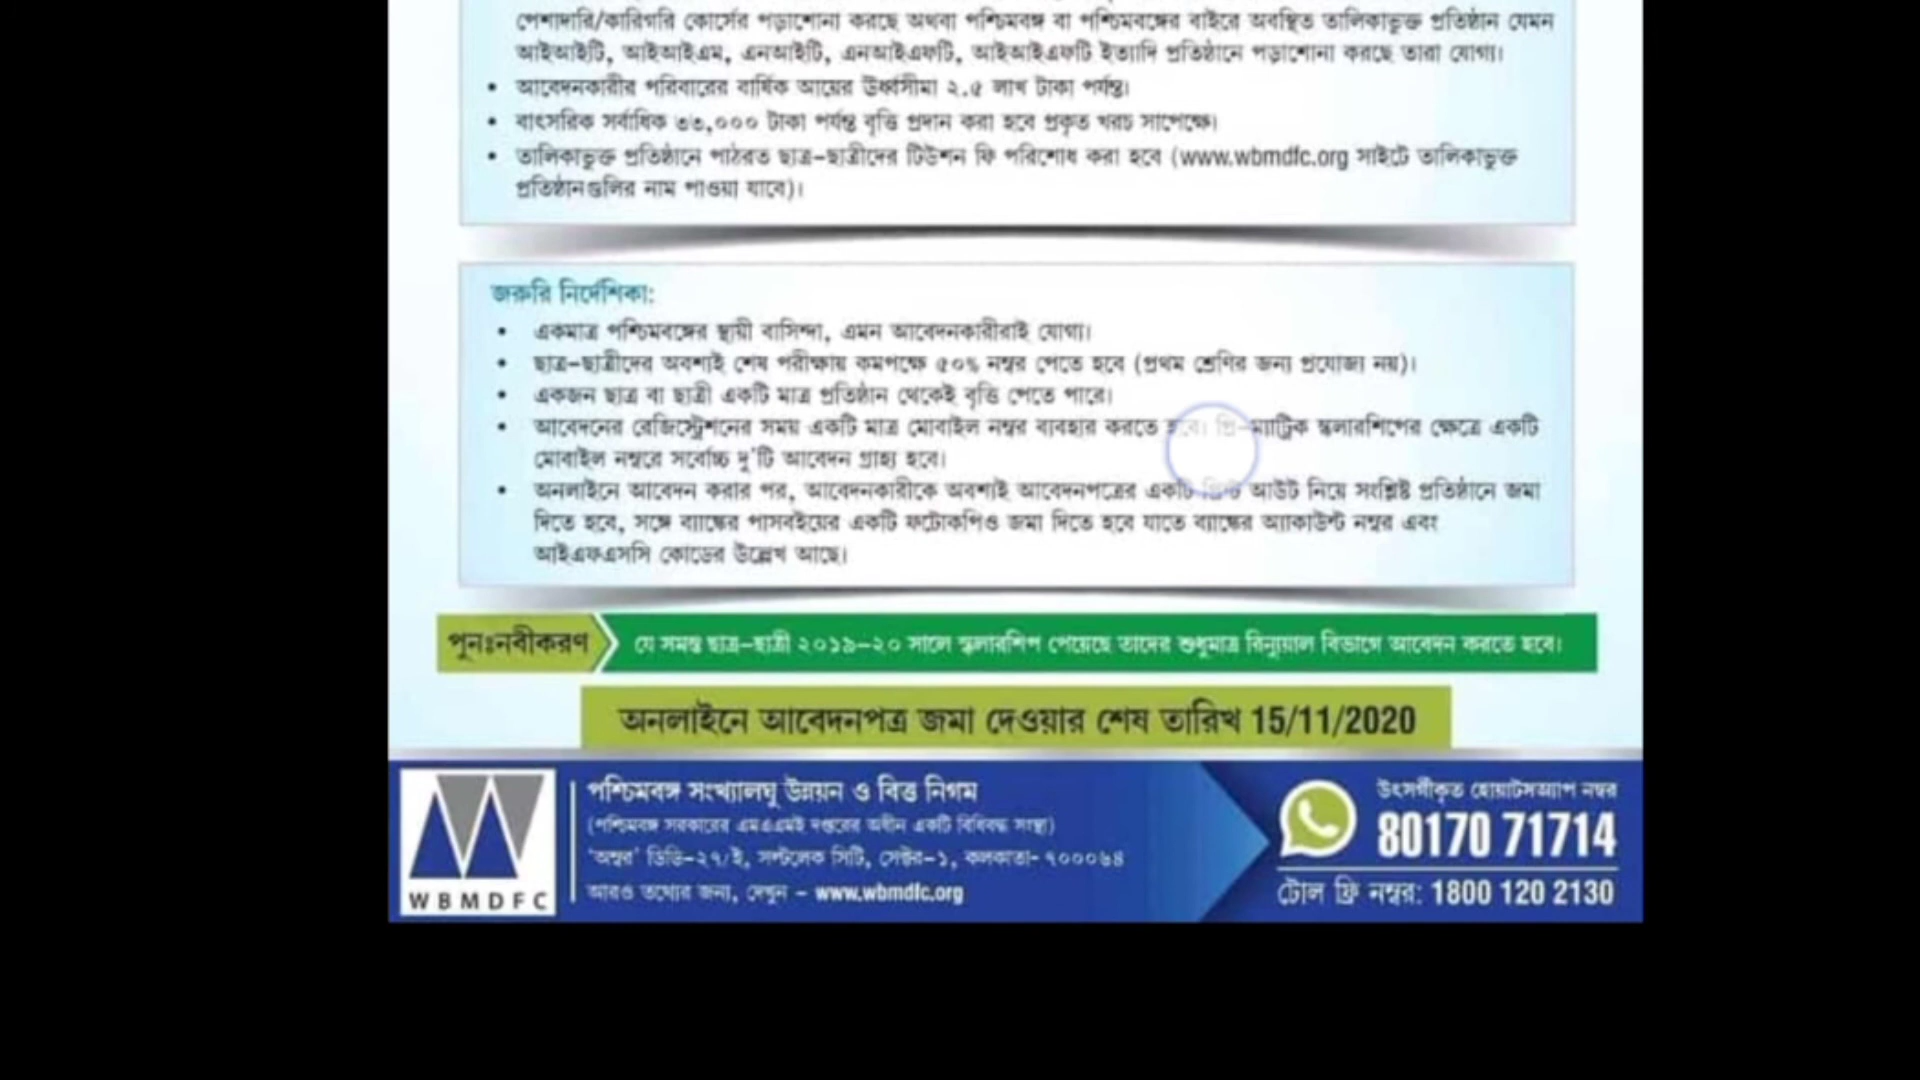 পেশাদারি/কারিগরি কোর্সের পড়াশোনা করছে অথবা পশ্চিমবঙ্গ বা পশ্চিমবঙ্গের বাইরে অবস্থিত তালিকাভুক্ত প্রতিষ্ঠান যেমন
আইআইটি, আইআইএম, এনআইটি, এনআইএফটি, আইআইএফটি ইত্যাদি প্রতিষ্ঠানে পড়াশোনা করছে তারা যোগ্য।
• আবেদনকারীর পরিবারের বার্ষিক আয়ের উর্ধ্বসীমা ২.৫ লাখ টাকা পর্যন্ত।
• বাৎসরিক সর্বাধিক ৩৩,০০০ টাকা পর্যন্ত বৃত্তি প্রদান করা হবে প্রকৃত খরচ সাপেক্ষে।
• তালিকাভুক্ত প্রতিষ্ঠানে পাঠরত ছাত্র–ছাত্রীদের টিউশন ফি পরিশোধ করা হবে (www.wbmdfc.org সাইটে তালিকাভুক্ত
প্রতিষ্ঠানগুলির নাম পাওয়া যাবে)।
জরুরি নির্দেশিকা:
• একমাত্র পশ্চিমবঙ্গের স্থায়ী বাসিন্দা, এমন আবেদনকারীরাই যোগ্য।
• ছাত্র–ছাত্রীদের অবশ্যই শেষ পরীক্ষায় কমপক্ষে ৫০% নম্বর পেতে হবে (প্রথম শ্রেণির জন্য প্রযোজ্য নয়)।
• একজন ছাত্র বা ছাত্রী একটি মাত্র প্রতিষ্ঠান থেকেই বৃত্তি পেতে পারে।
• আবেদনের রেজিস্ট্রেশনের সময় একটি মাত্র মোবাইল নম্বর ব্যবহার করতে হবে। প্রি–ম্যাট্রিক স্কলারশিপের ক্ষেত্রে একটি
মোবাইল নম্বরে সর্বোচ্চ দু'টি আবেদন গ্রাহ্য হবে।
• অনলাইনে আবেদন করার পর, আবেদনকারীকে অবশ্যই আবেদনপত্রের একটি প্রিন্ট আউট নিয়ে সংশ্লিষ্ট প্রতিষ্ঠানে জমা
দিতে হবে, সঙ্গে ব্যাঙ্কের পাসবইয়ের একটি ফটোকপিও জমা দিতে হবে যাতে ব্যাঙ্কের অ্যাকাউন্ট নম্বর এবং
আইএফএসসি কোডের উল্লেখ আছে।
পুনঃনবীকরণ যে সমস্ত ছাত্র–ছাত্রী ২০১৯–২০ সালে স্কলারশিপ পেয়েছে তাদের শুধুমাত্র রিন্যুয়াল বিভাগে আবেদন করতে হবে।
অনলাইনে আবেদনপত্র জমা দেওয়ার শেষ তারিখ 15/11/2020
WBMDFC
পশ্চিমবঙ্গ সংখ্যালঘু উন্নয়ন ও বিত্ত নিগম
(পশ্চিমবঙ্গ সরকারের এমএএমই দপ্তরের অধীন একটি বিধিবদ্ধ সংস্থা)
'অম্বর' ডিডি–২৭/ই, সল্টলেক সিটি, সেক্টর–১, কলকাতা- ৭০০০৬৪
আরও তথ্যের জন্য, দেখুন – www.wbmdfc.org
উৎসর্গীকৃত হোয়াটসঅ্যাপ নম্বর
80170 71714
টোল ফ্রি নম্বর: 1800 120 2130